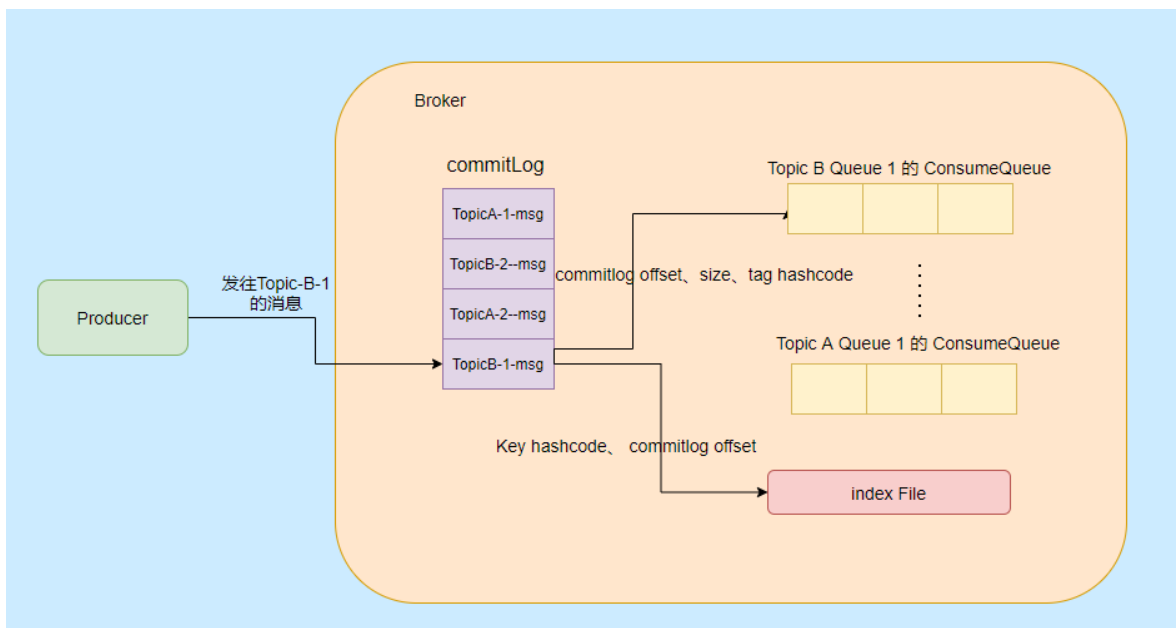 Broker
commitLog
TopicA-1-msg
TopicB-2--msg
TopicA-2--msg
TopicB-1-msg
发往Topic-B-1
的消息
Producer
Topic B Queue 1 的 ConsumeQueue
commitlog offset、size、tag hashcode
Topic A Queue 1 的 ConsumeQueue
Key hashcode、 commitlog offset
index File